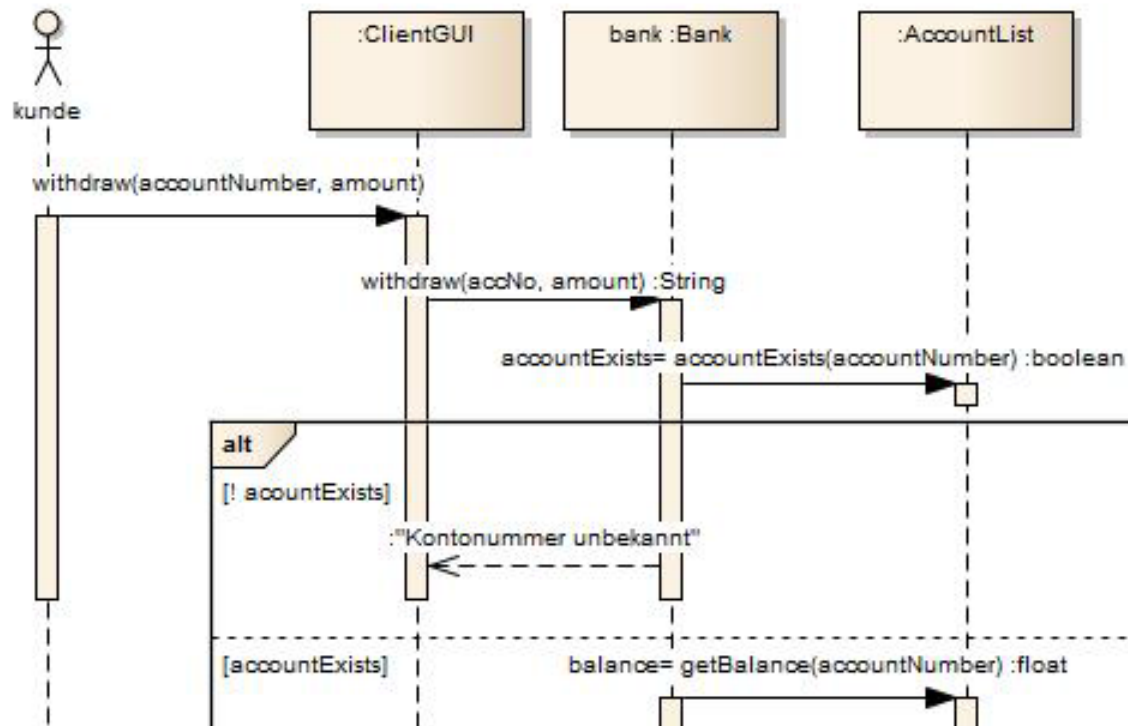 :ClientGUI
bank :Bank
:AccountList
kunde
withdraw(accountNumber, amount)
withdraw(accNo, amount) :String
accountExists= accountExists(accountNumber) :boolean
alt
[! acountExists]
:"Kontonummer unbekannt"
[accountExists]
balance= getBalance(accountNumber) :float